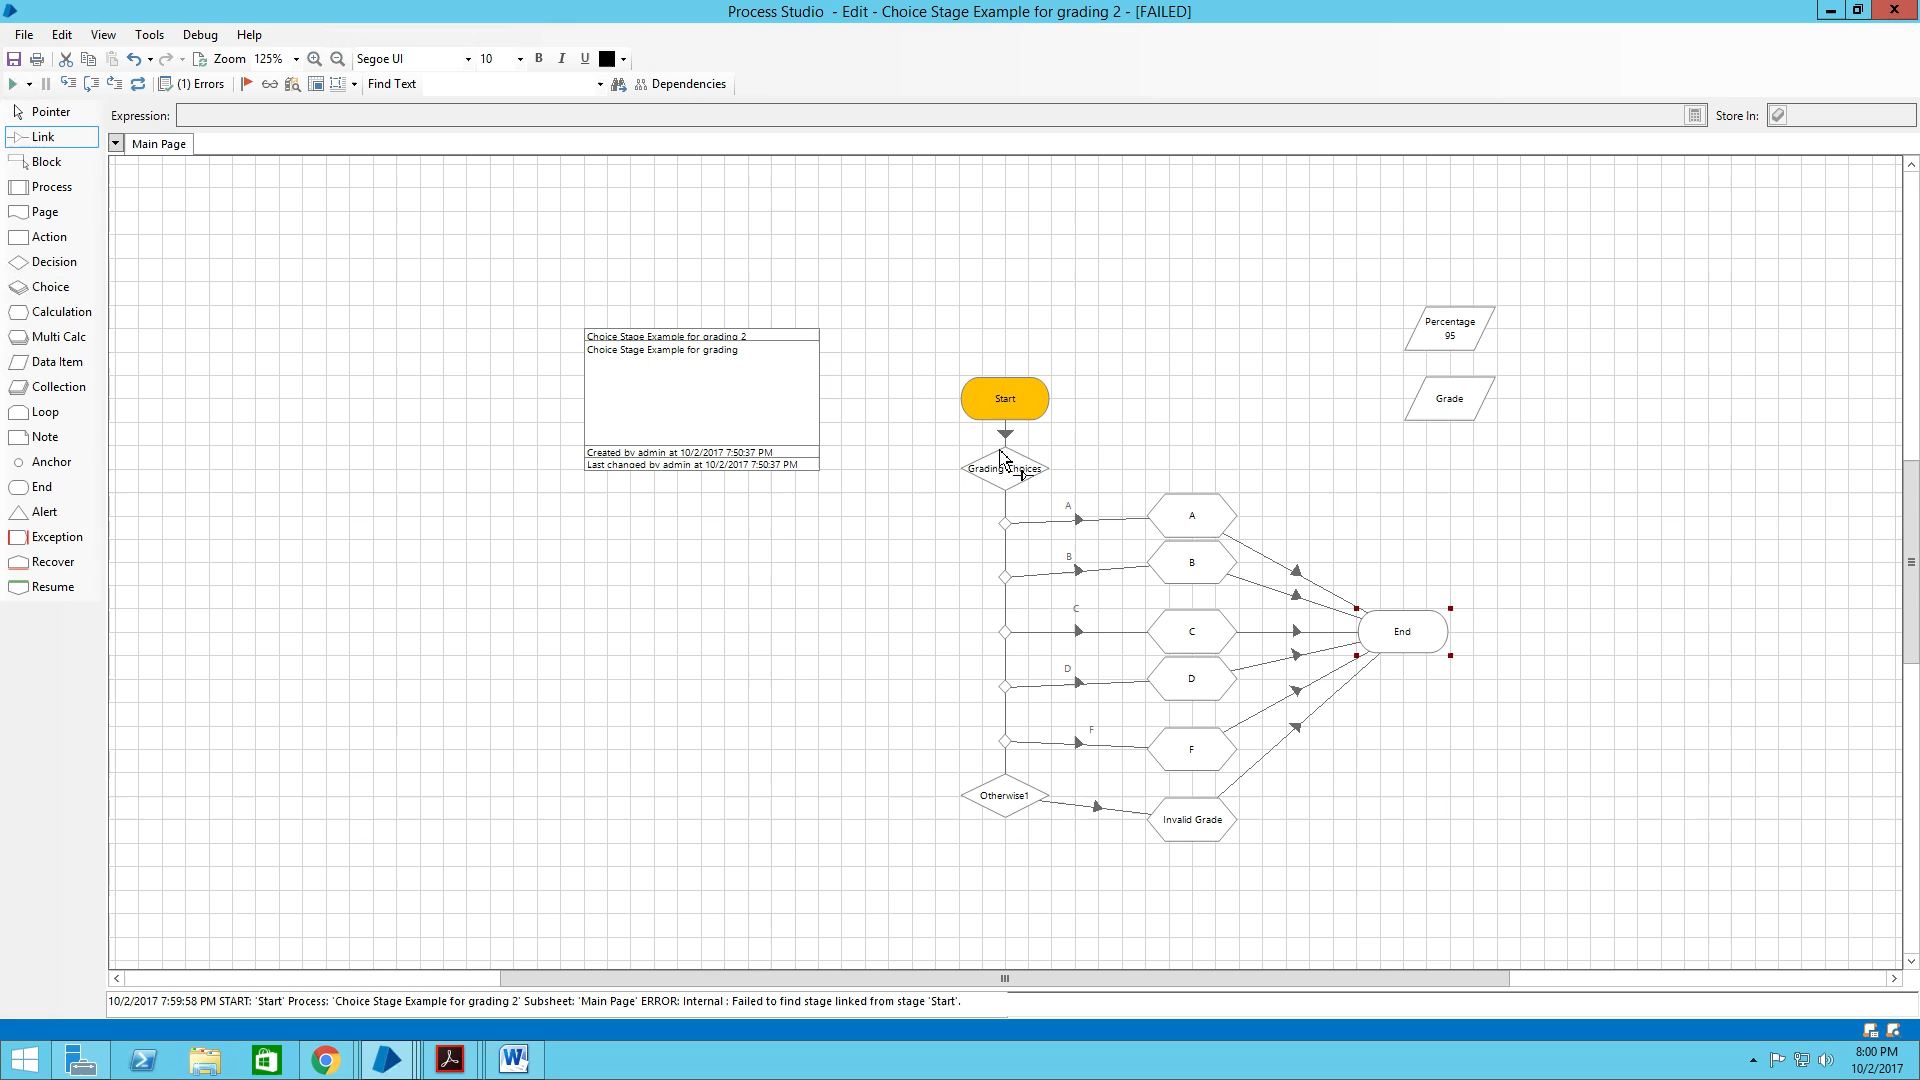 Process Studio  - Edit - Choice Stage Example for grading 2 - [FAILED]
File Edit View Tools Debug Help
Zoom 125% Segoe UI 10 B I U
(1) Errors Find Text Dependencies
Pointer
Link
Block
Process
Page
Action
Decision
Choice
Calculation
Multi Calc
Data Item
Collection
Loop
Note
Anchor
End
Alert
Exception
Recover
Resume
Expression:
Store In:
Main Page
Choice Stage Example for grading 2
Choice Stage Example for grading
Created by admin at 10/2/2017 7:50:37 PM
Last changed by admin at 10/2/2017 7:50:37 PM
Percentage
95
Grade
Start
Grading Choices
A
A
B
B
C
C
D
D
F
F
Otherwise1
Invalid Grade
End
10/2/2017 7:59:58 PM START: 'Start' Process: 'Choice Stage Example for grading 2' Subsheet: 'Main Page' ERROR: Internal : Failed to find stage linked from stage 'Start'.
8:00 PM
10/2/2017